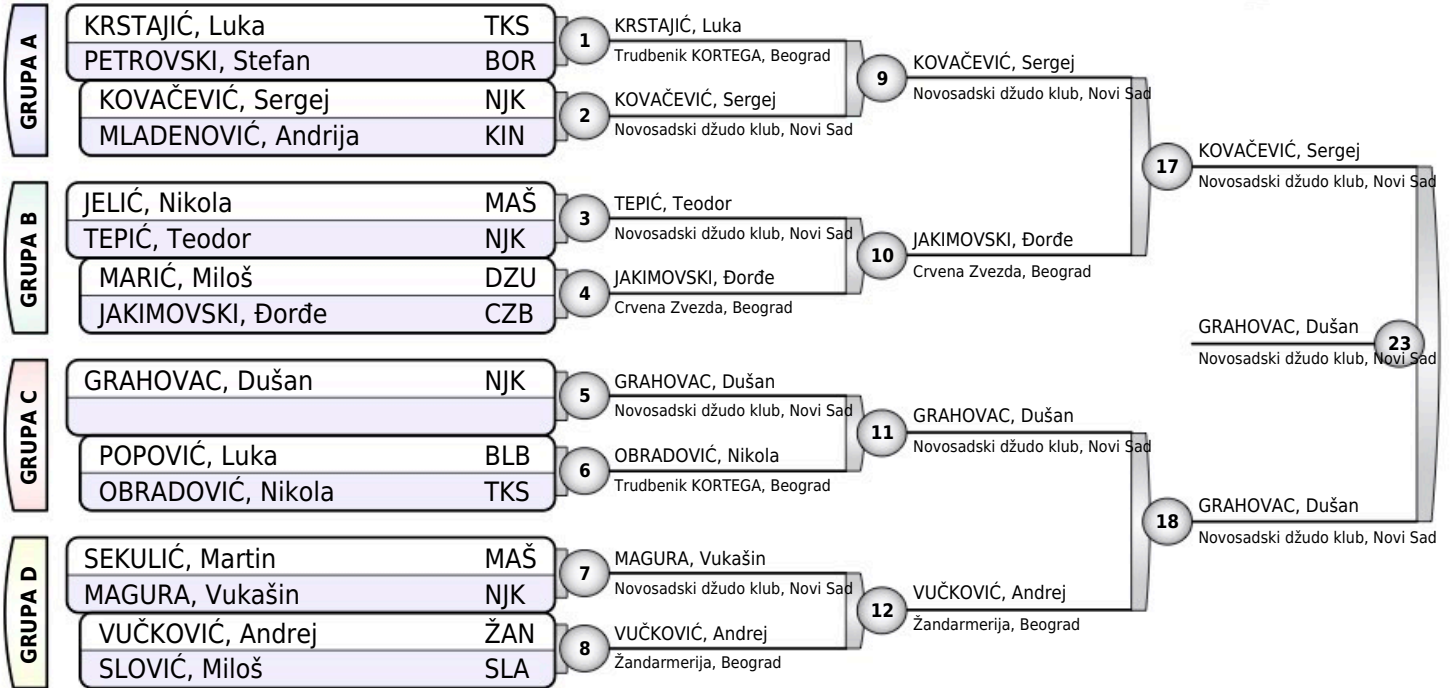 GRUPA A
KRSTAJIĆ, Luka TKS
PETROVSKI, Stefan BOR
KOVAČEVIĆ, Sergej NJK
MLADENOVIĆ, Andrija KIN
GRUPA B
JELIĆ, Nikola MAŠ
TEPIĆ, Teodor NJK
MARIĆ, Miloš DZU
JAKIMOVSKI, Đorđe CZB
GRUPA C
GRAHOVAC, Dušan NJK
POPOVIĆ, Luka BLB
OBRADOVIĆ, Nikola TKS
GRUPA D
SEKULIĆ, Martin MAŠ
MAGURA, Vukašin NJK
VUČKOVIĆ, Andrej ŽAN
SLOVIĆ, Miloš SLA
1
KRSTAJIĆ, Luka
Trudbenik KORTEGA, Beograd
2
KOVAČEVIĆ, Sergej
Novosadski džudo klub, Novi Sad
3
TEPIĆ, Teodor
Novosadski džudo klub, Novi Sad
4
JAKIMOVSKI, Đorđe
Crvena Zvezda, Beograd
5
GRAHOVAC, Dušan
Novosadski džudo klub, Novi Sad
6
OBRADOVIĆ, Nikola
Trudbenik KORTEGA, Beograd
7
MAGURA, Vukašin
Novosadski džudo klub, Novi Sad
8
VUČKOVIĆ, Andrej
Žandarmerija, Beograd
9
KOVAČEVIĆ, Sergej
Novosadski džudo klub, Novi Sad
10
JAKIMOVSKI, Đorđe
Crvena Zvezda, Beograd
11
GRAHOVAC, Dušan
Novosadski džudo klub, Novi Sad
12
VUČKOVIĆ, Andrej
Žandarmerija, Beograd
17
KOVAČEVIĆ, Sergej
Novosadski džudo klub, Novi Sad
18
GRAHOVAC, Dušan
Novosadski džudo klub, Novi Sad
GRAHOVAC, Dušan
23
Novosadski džudo klub, Novi Sad